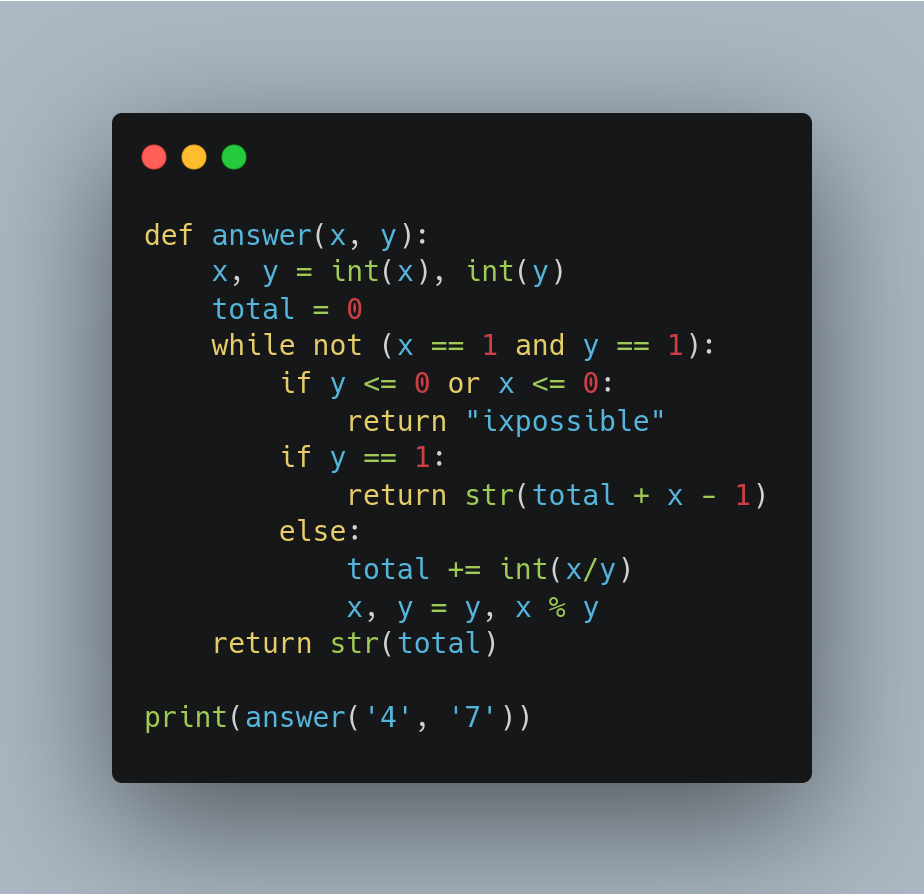 def answer(x, y):
    x, y = int(x), int(y)
    total = 0
    while not (x == 1 and y == 1):
        if y <= 0 or x <= 0:
            return "ixpossible"
        if y == 1:
            return str(total + x - 1)
        else:
            total += int(x/y)
            x, y = y, x % y
    return str(total)

print(answer('4', '7'))